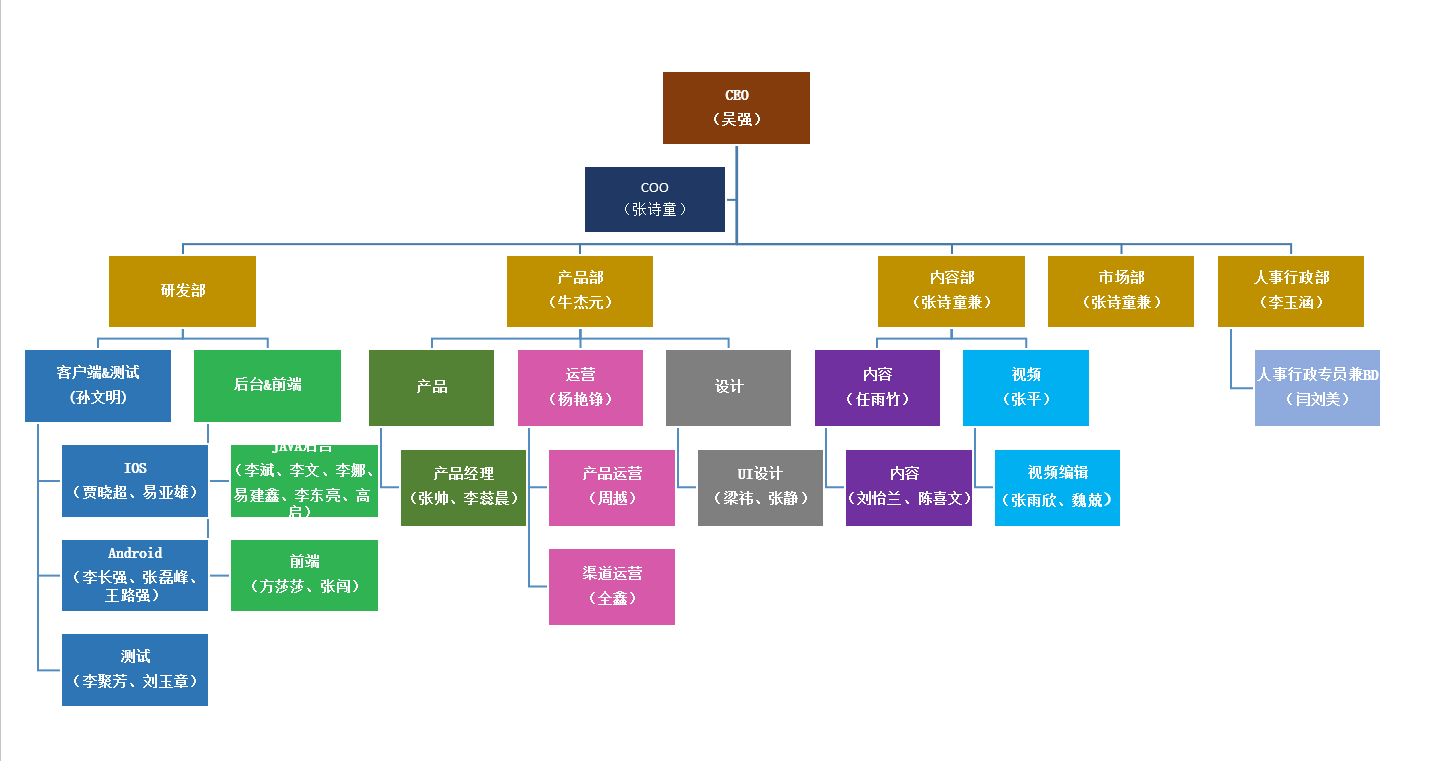 CEO
（吴强）
COO
（张诗童）
研发部
产品部
（牛杰元）
内容部
（张诗童兼）
市场部
（张诗童兼）
人事行政部
（李玉涵）
客户端&测试
(孙文明)
后台&前端
产品
运营
（杨艳铮）
设计
内容
（任雨竹）
视频
（张平）
人事行政专员兼BD
（闫刘美）
IOS
（贾晓超、易亚雄）
JAVA后台
（李斌、李文、李娜、
易建鑫、李东亮、高
启）
产品经理
（张帅、李蕊晨）
产品运营
（周越）
UI设计
（梁祎、张静）
内容
（刘怡兰、陈喜文）
视频编辑
（张雨欣、魏兢）
Android
（李长强、张磊峰、
王路强）
前端
（方莎莎、张闯）
渠道运营
（全鑫）
测试
（李聚芳、刘玉章）